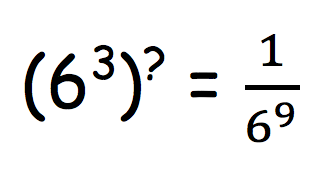 (6³)^? = 1/6⁹